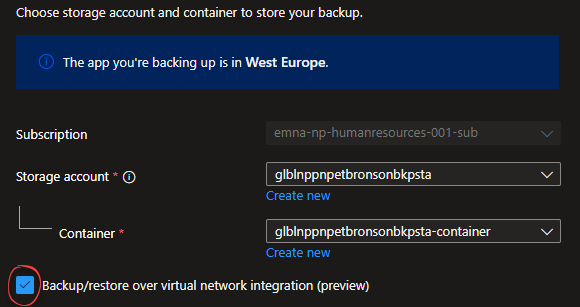 Choose storage account and container to store your backup.
The app you're backing up is in West Europe.
Subscription
emna-np-humanresources-001-sub
Storage account *
glblnppnpetbronsonbkpsta
Create new
Container *
glblnppnpetbronsonbkpsta-container
Create new
Backup/restore over virtual network integration (preview)